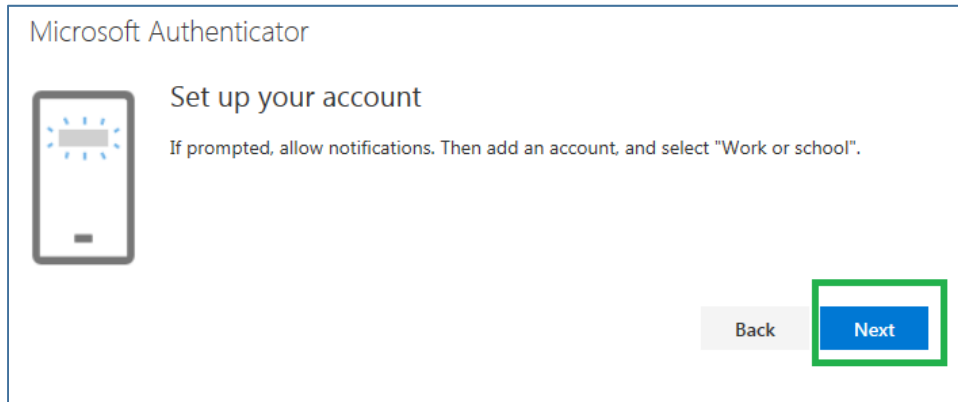 Microsoft Authenticator
Set up your account
If prompted, allow notifications. Then add an account, and select "Work or school".
Back
Next